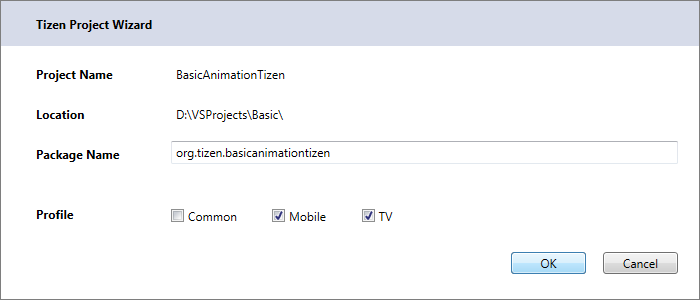 Tizen Project Wizard
Project Name BasicAnimationTizen
Location D:\VSProjects\Basic\
Package Name org.tizen.basicanimationtizen
Profile Common Mobile TV
OK Cancel